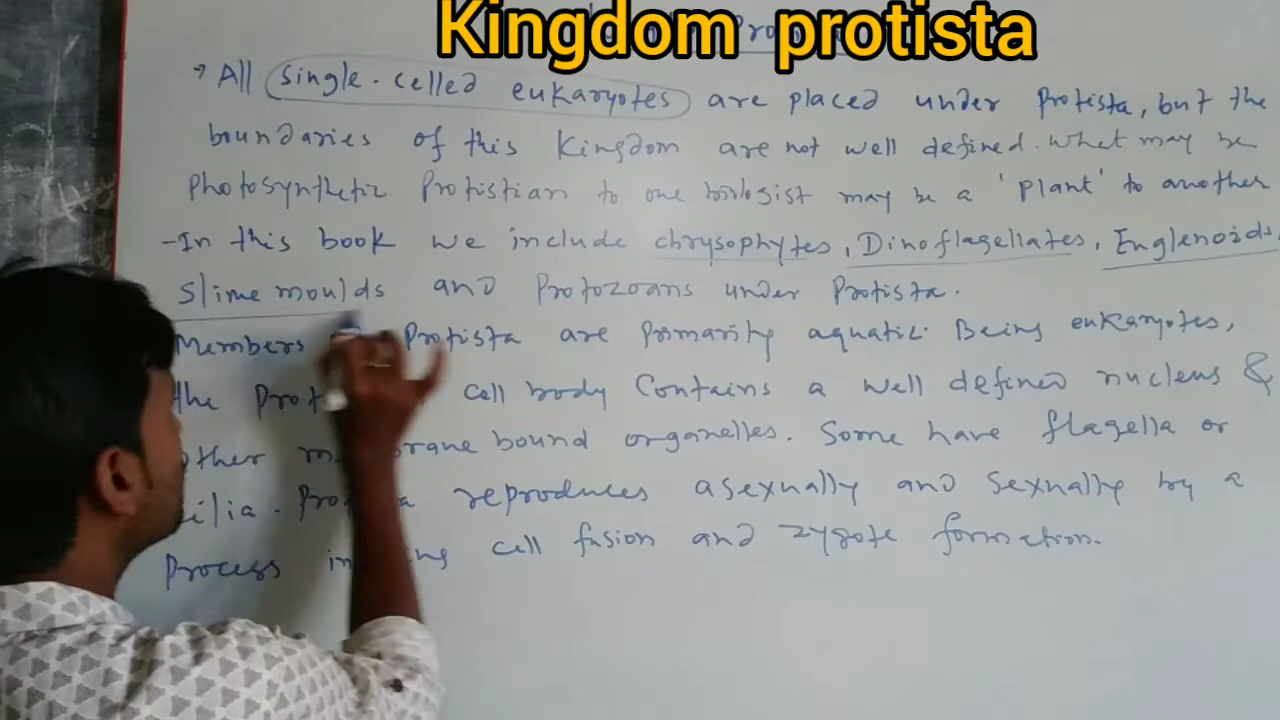 Kingdom protista
→ All single-celled eukaryotes are placed under Protista, but the
boundaries of this Kingdom are not well defined. What may be
Photosynthetic Protistian to one biologist may be a 'Plant' to another
- In this book we include chrysophytes, Dinoflagellates, Euglenoids,
Slime moulds and Protozoans under Protista.
Members Protista are Primarity aquatic. Being eukaryotes,
the cell body Contains a well defined nucleus &
other bound organelles. Some have flagella or
reproduces asexually and sexually by a
Process cell fusion and zygote formation.